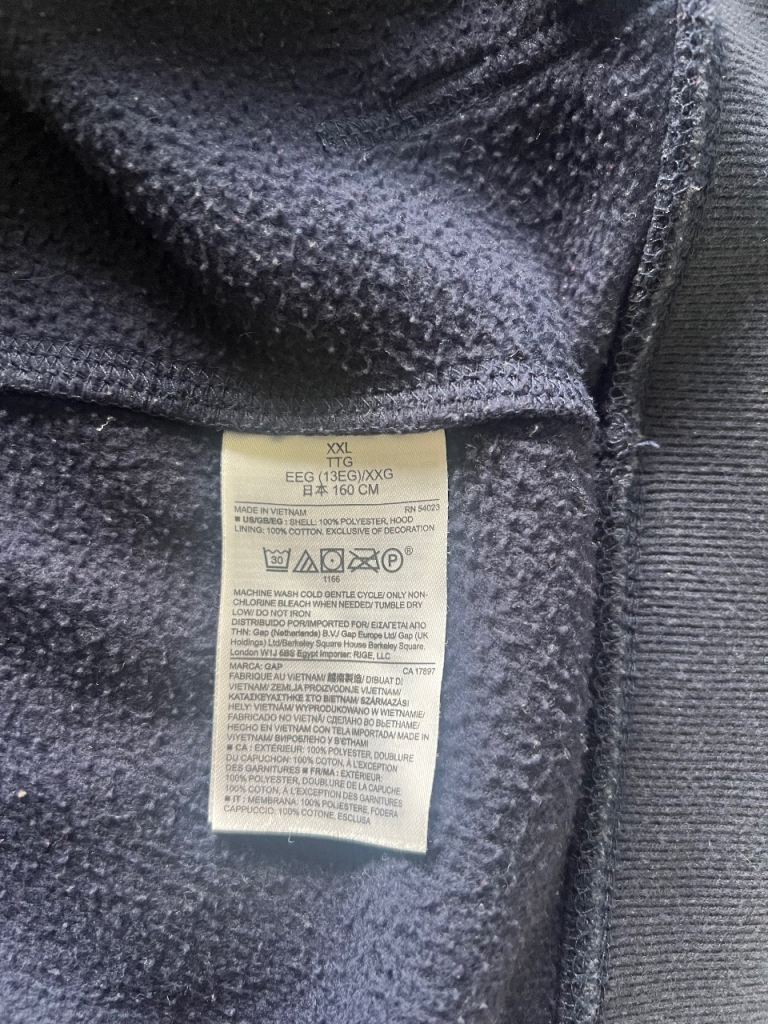 XXL
TTG
EEG (13EG)/XXG
日本 160 CM
MADE IN VIETNAM RN 54023
■ US/GB/EG : SHELL: 100% POLYESTER, HOOD
LINING: 100% COTTON, EXCLUSIVE OF DECORATION
30 P ®
1166
MACHINE WASH COLD GENTLE CYCLE/ ONLY NON-
CHLORINE BLEACH WHEN NEEDED/ TUMBLE DRY
LOW/ DO NOT IRON
DISTRIBUIDO POR/IMPORTED FOR/ ΕΙΣΑΓΕΤΑΙ ΑΠΟ
ΤΗΝ: Gap (Netherlands) B.V./ Gap Europe Ltd/ Gap (UK
Holdings) Ltd/Berkeley Square House Berkeley Square.
London W1J 6BS Egypt Importer: RIGE, LLC
MARCA: GAP CA 17897
FABRIQUÉ AU VIETNAM/ 越南製造/ DIBUAT DI
VIETNAM/ ZEMLJA PROIZVODNJE VIJETNAM/
ΚΑΤΑΣΚΕΥΑΣΤΗΚΕ ΣΤΟ ΒΙΕΤΝΑΜ/ SZÁRMAZÁSI
HELY: VIETNÁM/ WYPRODUKOWANO W WIETNAMIE/
FABRICADO NO VIETNÃ/ СДЕЛАНО ВО ВЬЕТНАМЕ/
HECHO EN VIETNAM CON TELA IMPORTADA/ MADE IN
VIYETNAM/ ВИРОБЛЕНО У В'ЄТНАМІ
■ CA : EXTÉRIEUR: 100% POLYESTER, DOUBLURE
DU CAPUCHON: 100% COTON, À L'EXCEPTION
DES GARNITURES ■ FR/MA : EXTÉRIEUR:
100% POLYESTER, DOUBLURE DE LA CAPUCHE:
100% COTON, À L'EXCEPTION DES GARNITURES
■ IT : MEMBRANA: 100% POLIESTERE, FODERA
CAPPUCCIO: 100% COTONE, ESCLUSA